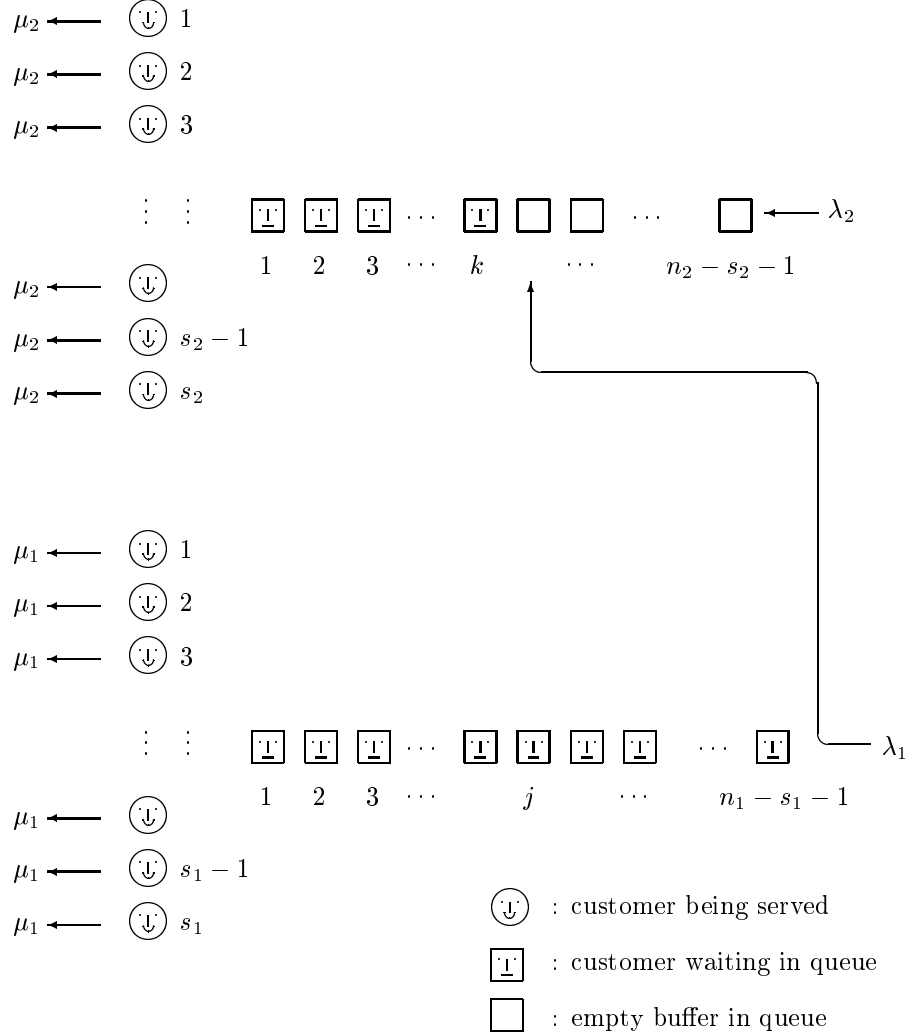 μ₂ 1
μ₂ 2
μ₂ 3
⋮ ⋮ ··· ··· λ₂
1 2 3 ··· k ··· n₂ − s₂ − 1
μ₂
μ₂ s₂ − 1
μ₂ s₂
μ₁ 1
μ₁ 2
μ₁ 3
⋮ ⋮ ··· ··· λ₁
1 2 3 ··· j ··· n₁ − s₁ − 1
μ₁
μ₁ s₁ − 1
μ₁ s₁
: customer being served
: customer waiting in queue
: empty buffer in queue